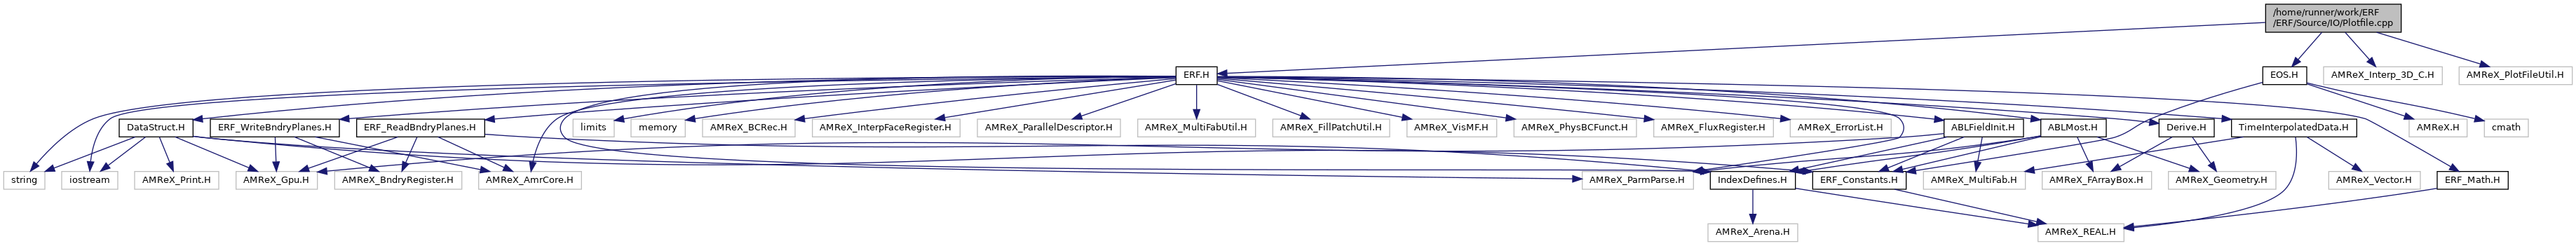 /home/runner/work/ERF
/ERF/Source/IO/Plotfile.cpp
ERF.H
EOS.H
AMReX_Interp_3D_C.H
AMReX_PlotFileUtil.H
DataStruct.H
ERF_WriteBndryPlanes.H
ERF_ReadBndryPlanes.H
limits
memory
AMReX_BCRec.H
AMReX_InterpFaceRegister.H
AMReX_ParallelDescriptor.H
AMReX_MultiFabUtil.H
AMReX_FillPatchUtil.H
AMReX_VisMF.H
AMReX_PhysBCFunct.H
AMReX_FluxRegister.H
AMReX_ErrorList.H
ABLFieldInit.H
ABLMost.H
Derive.H
TimeInterpolatedData.H
AMReX.H
cmath
string
iostream
AMReX_Print.H
AMReX_Gpu.H
AMReX_BndryRegister.H
AMReX_AmrCore.H
AMReX_ParmParse.H
IndexDefines.H
ERF_Constants.H
AMReX_MultiFab.H
AMReX_FArrayBox.H
AMReX_Geometry.H
AMReX_Vector.H
ERF_Math.H
AMReX_Arena.H
AMReX_REAL.H